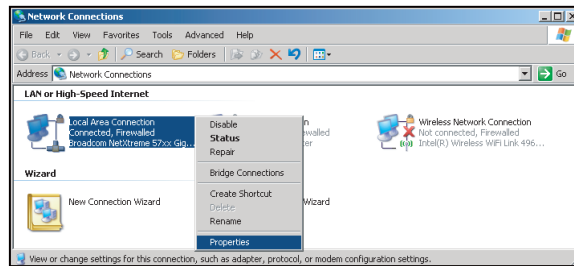 Network Connections
File Edit View Favorites Tools Advanced Help
Back Search Folders
Address Network Connections Go
LAN or High-Speed Internet
Local Area Connection
Connected, Firewalled
Broadcom NetXtreme 57xx Gig...
Wireless Network Connection
Not connected, Firewalled
Intel(R) Wireless WiFi Link 496...
Disable
Status
Repair
Bridge Connections
Create Shortcut
Delete
Rename
Properties
Wizard
New Connection Wizard
Wizard
View or change settings for this connection, such as adapter, protocol, or modem configuration settings.